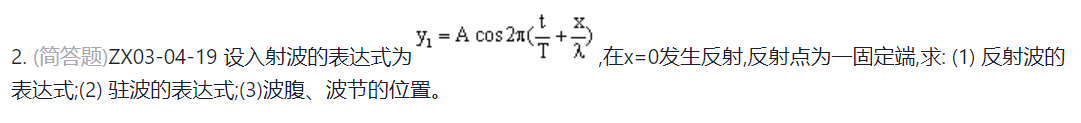 2. (简答题)ZX03-04-19 设入射波的表达式为 y₁ = A cos2π(t/T + x/λ) ,在x=0发生反射,反射点为一固定端,求: (1) 反射波的
表达式;(2) 驻波的表达式;(3)波腹、波节的位置。